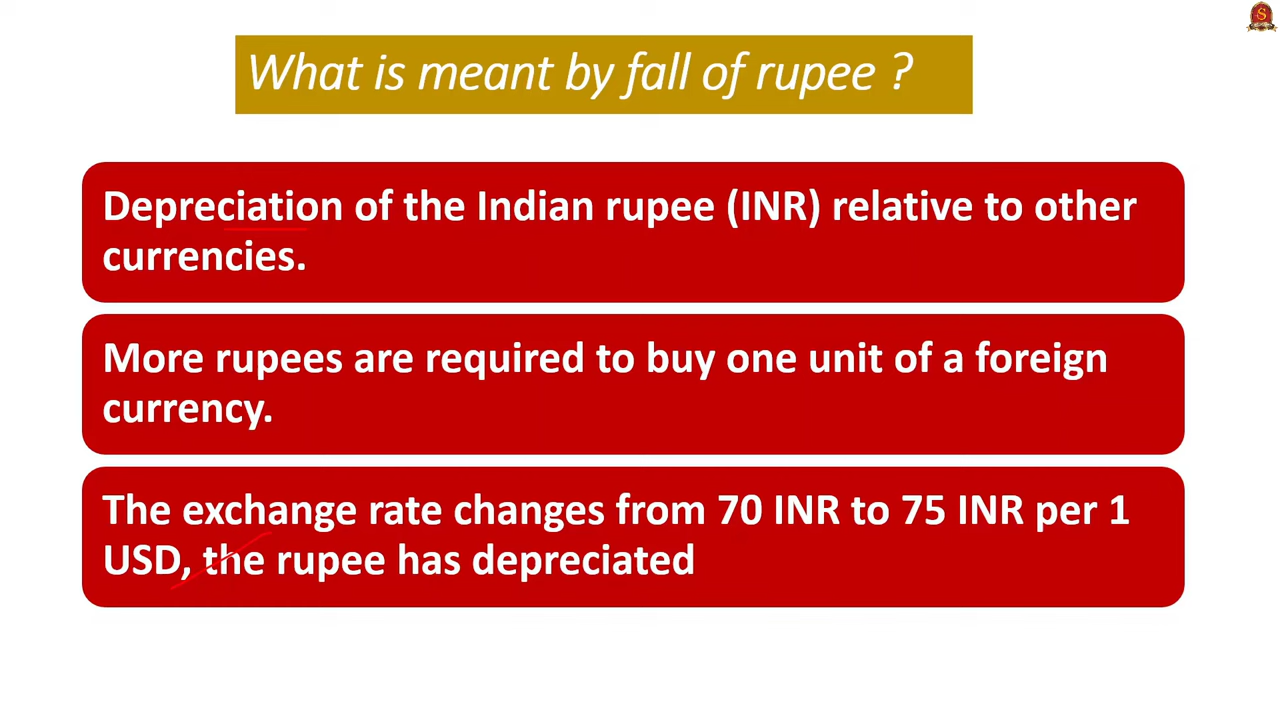 What is meant by fall of rupee ?
Depreciation of the Indian rupee (INR) relative to other
currencies.
More rupees are required to buy one unit of a foreign
currency.
The exchange rate changes from 70 INR to 75 INR per 1
USD, the rupee has depreciated
S